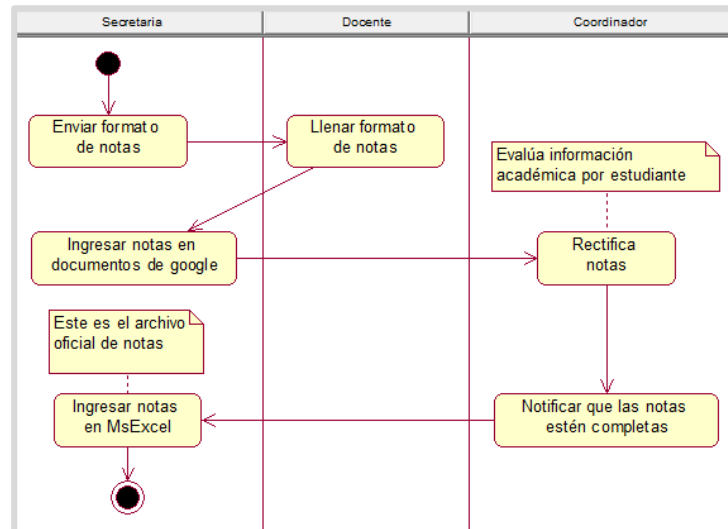 Secretaria
Docente
Coordinador
Enviar formato
de notas
Llenar formato
de notas
Evalúa información
académica por estudiante
Ingresar notas en
documentos de google
Rectifica
notas
Este es el archivo
oficial de notas
Ingresar notas
en MsExcel
Notificar que las notas
estén completas